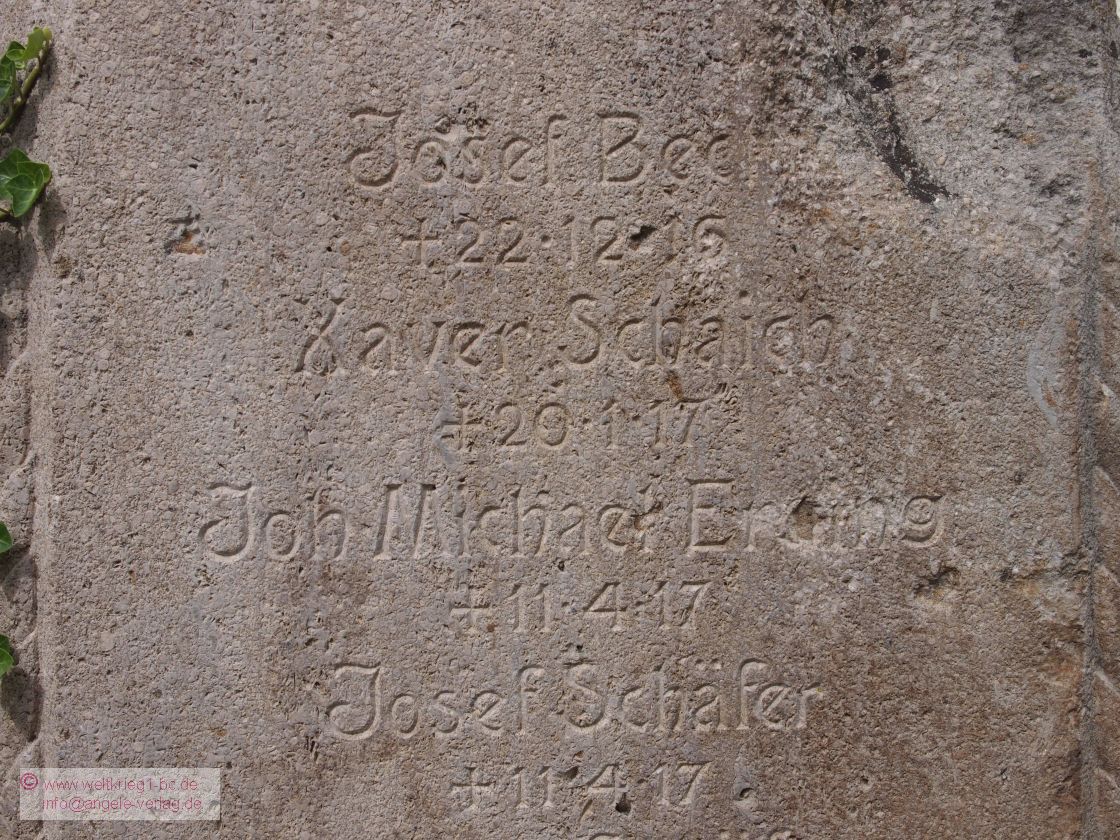 Josef
+ 22·12·16
Xaver Schaich
+ 20·1·17
Joh Michael
+ 11·4·17
Josef Schäfer
+ 11·4·17
© www.weltkrieg1-bc.de
info@angele-verlag.de